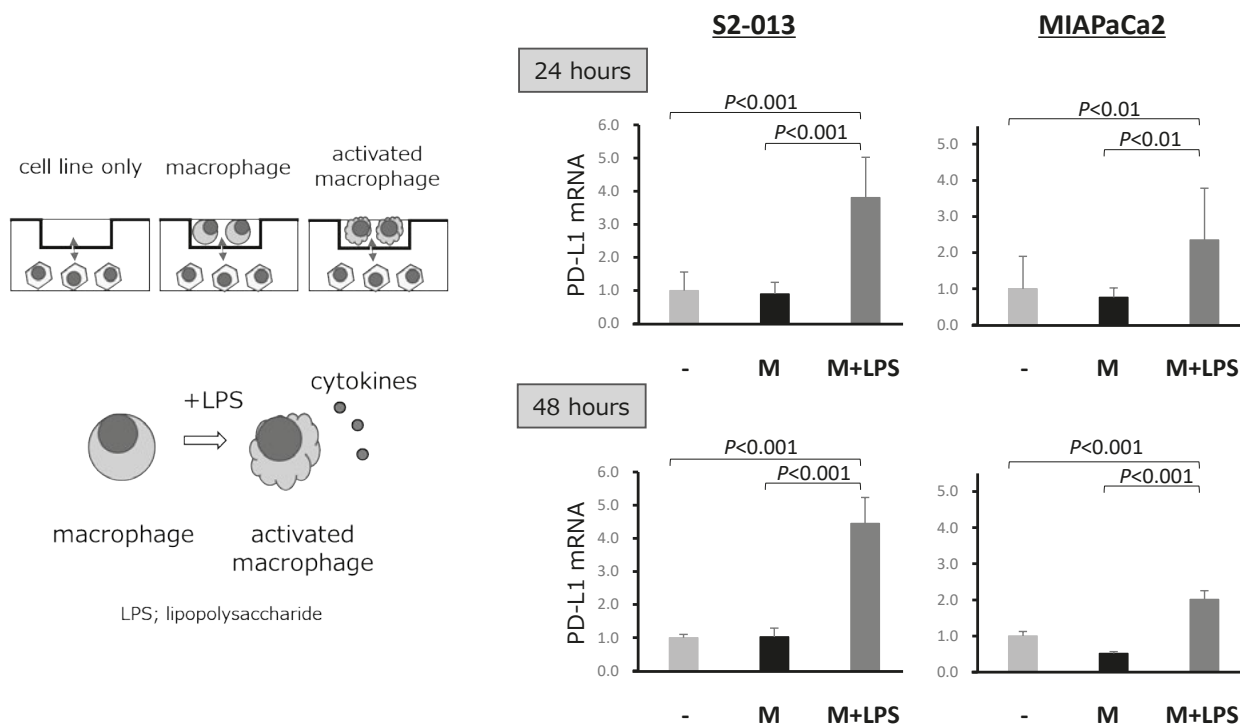 S2-013
MIAPaCa2
24 hours
cell line only
macrophage
activated
macrophage
+LPS
cytokines
macrophage
activated
macrophage
LPS; lipopolysaccharide
P<0.001
P<0.001
PD-L1 mRNA
6.0
5.0
4.0
3.0
2.0
1.0
0.0
-
M
M+LPS
P<0.01
P<0.01
5.0
4.0
3.0
2.0
1.0
0.0
-
M
M+LPS
48 hours
P<0.001
P<0.001
PD-L1 mRNA
6.0
5.0
4.0
3.0
2.0
1.0
0.0
-
M
M+LPS
P<0.001
P<0.001
5.0
4.0
3.0
2.0
1.0
0.0
-
M
M+LPS